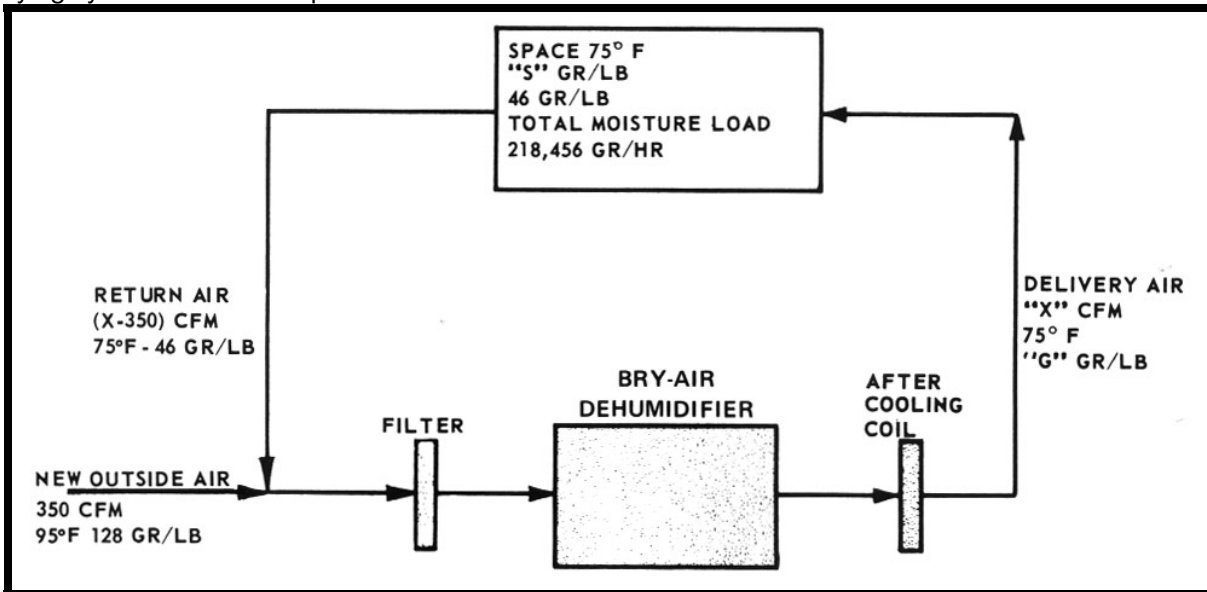 SPACE 75° F
"S" GR/LB
46 GR/LB
TOTAL MOISTURE LOAD
218,456 GR/HR
RETURN AIR
(X-350) CFM
75°F - 46 GR/LB
DELIVERY AIR
"X" CFM
75° F
"G" GR/LB
BRY-AIR
DEHUMIDIFIER
AFTER
COOLING
COIL
FILTER
NEW OUTSIDE AIR
350 CFM
95°F 128 GR/LB